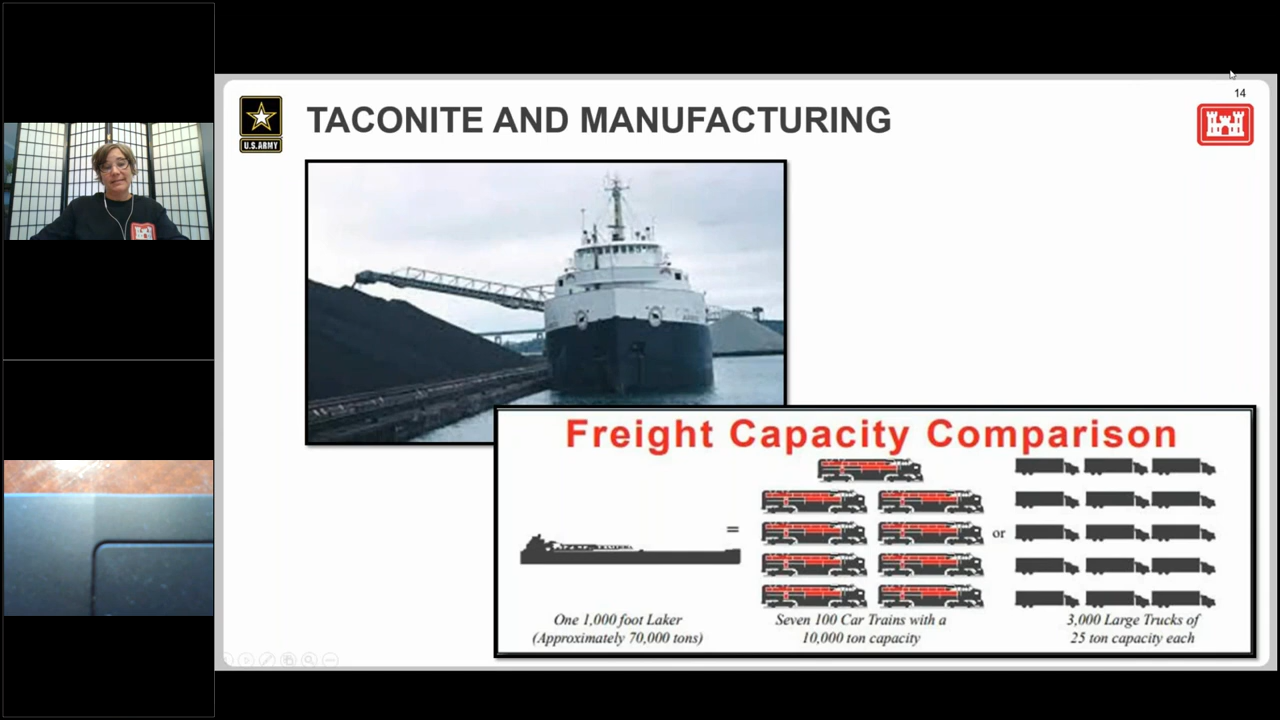 14
TACONITE AND MANUFACTURING
U.S.ARMY
Freight Capacity Comparison
=
or
One 1,000 foot Laker
(Approximately 70,000 tons)
Seven 100 Car Trains with a
10,000 ton capacity
3,000 Large Trucks of
25 ton capacity each